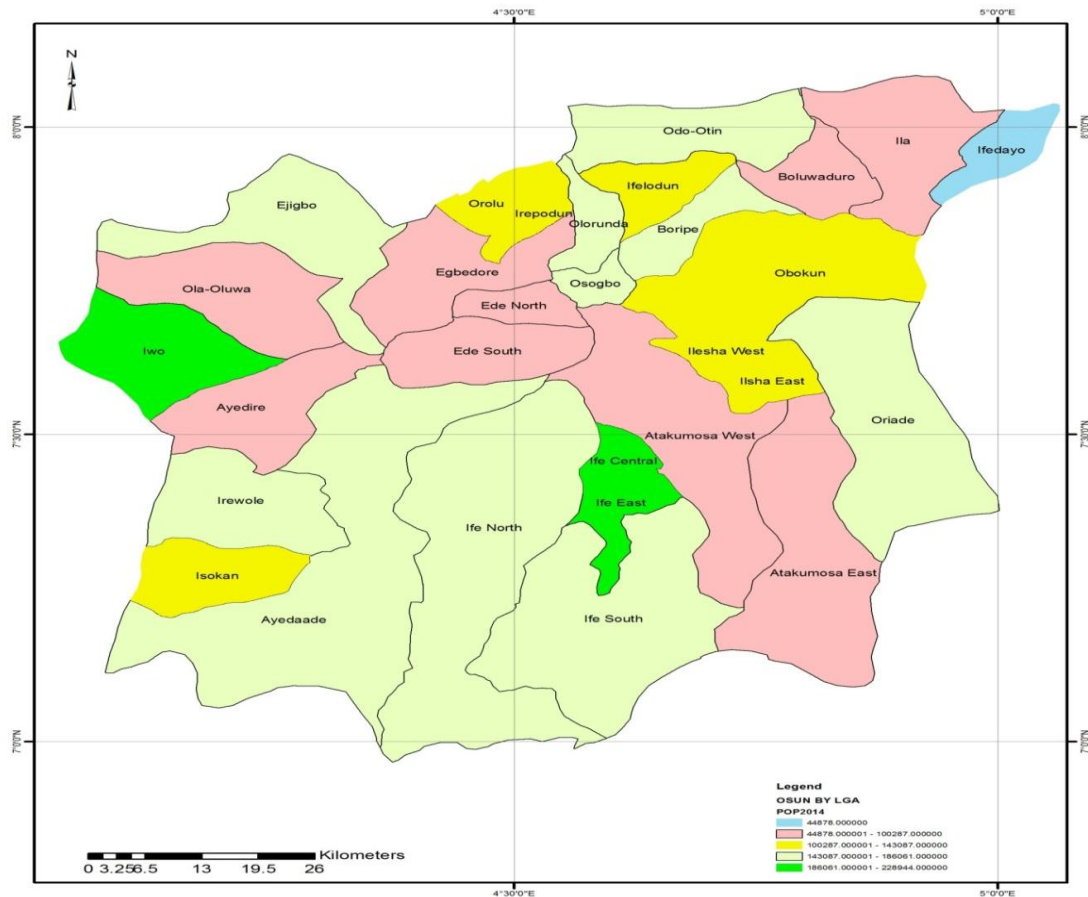 4°30'0"E
5°0'0"E
N
8°0'0"N
8°0'0"N
Odo-Otin
Ila
Ifedayo
Boluwaduro
Ifelodun
Ejigbo
Orolu
Irepodun
Olorunda
Boripe
Egbedore
Obokun
Osogbo
Ola-Oluwa
Ede North
Iwo
Ede South
Ilesha West
Ilsha East
Ayedire
Oriade
7°30'0"N
7°30'0"N
Atakumosa West
Ife Central
Irewole
Ife East
Ife North
Isokan
Atakumosa East
Ayedaade
Ife South
7°0'0"N
7°0'0"N
Legend
OSUN BY LGA
POP2014
44878.000000
44878.000001 - 100287.000000
100287.000001 - 143087.000000
143087.000001 - 186061.000000
186061.000001 - 228944.000000
Kilometers
0 3.25 6.5 13 19.5 26
4°30'0"E
5°0'0"E